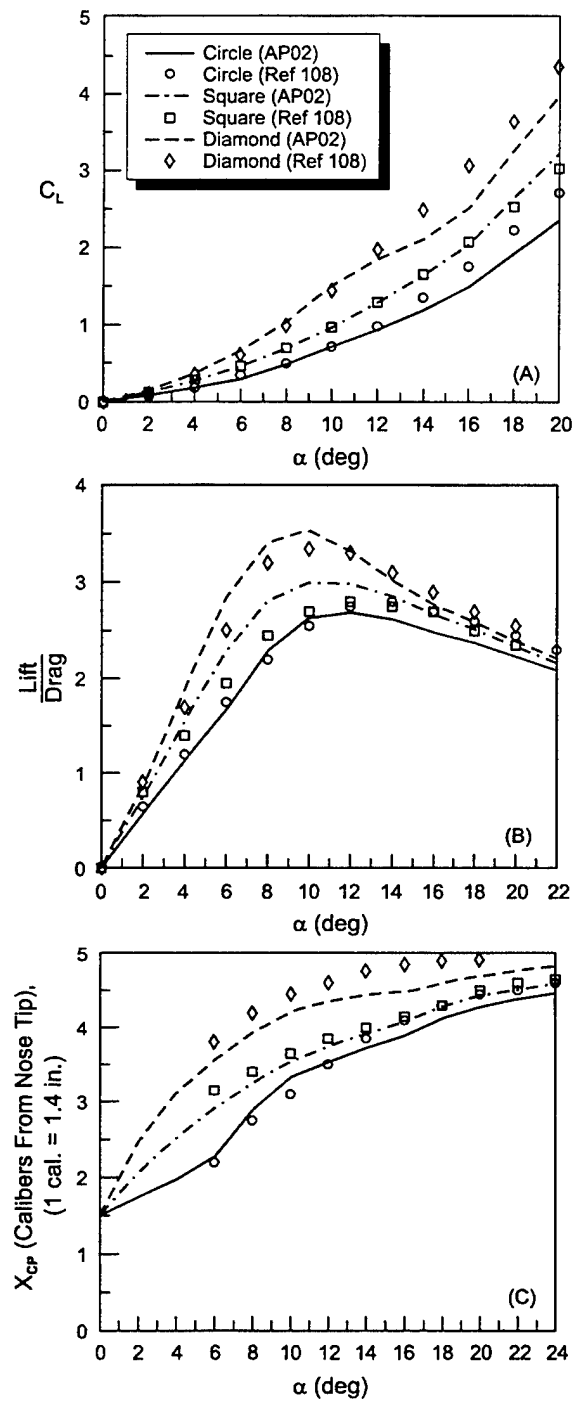 5
4
3
2
1
0
C_L
Circle (AP02)
Circle (Ref 108)
Square (AP02)
Square (Ref 108)
Diamond (AP02)
Diamond (Ref 108)
(A)
0 2 4 6 8 10 12 14 16 18 20
α (deg)
4
3
2
1
0
Lift
Drag
(B)
0 2 4 6 8 10 12 14 16 18 20 22
α (deg)
5
4
3
2
1
0
X_CP (Calibers From Nose Tip),
(1 cal. = 1.4 in.)
(C)
0 2 4 6 8 10 12 14 16 18 20 22 24
α (deg)